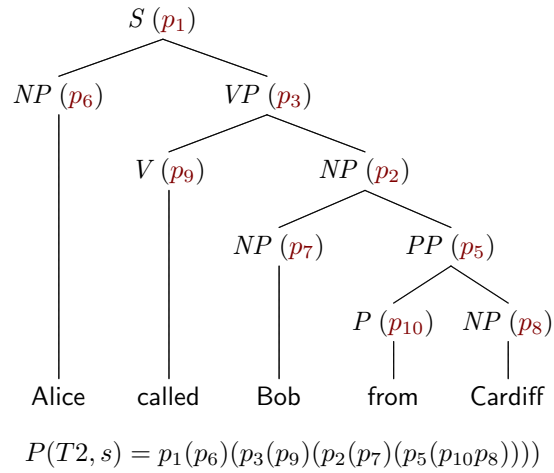 S (p₁)
NP (p₆) VP (p₃)
V (p₉) NP (p₂)
NP (p₇) PP (p₅)
P (p₁₀) NP (p₈)
Alice called Bob from Cardiff
P(T2, s) = p₁(p₆)(p₃(p₉)(p₂(p₇)(p₅(p₁₀p₈))))